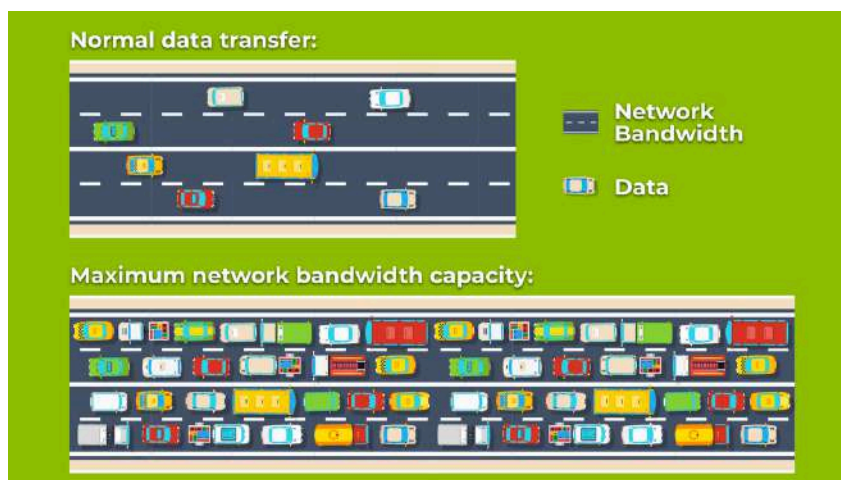 Normal data transfer:
Network
Bandwidth
Data
Maximum network bandwidth capacity: